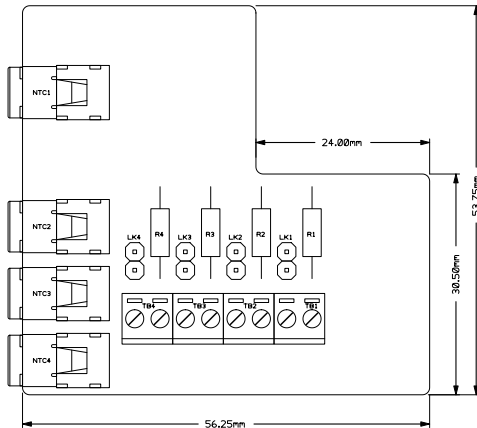 NTC1
24.00mm
53.75mm
NTC2
LK4
R4
LK3
R3
LK2
R2
LK1
R1
30.50mm
NTC3
TB4
TB3
TB2
TB1
NTC4
56.25mm